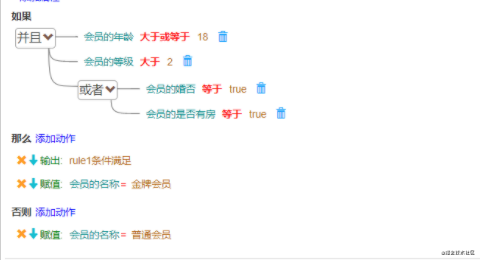 如果
并且
会员的年龄 大于或等于 18
会员的等级 大于 2
或者
会员的婚否 等于 true
会员的是否有房 等于 true
那么 添加动作
输出: rule1条件满足
赋值: 会员的名称= 金牌会员
否则 添加动作
赋值: 会员的名称= 普通会员